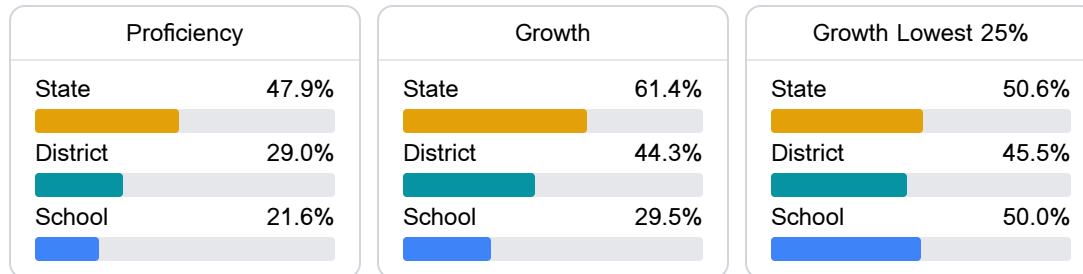 Proficiency
State 47.9%
District 29.0%
School 21.6%
Growth
State 61.4%
District 44.3%
School 29.5%
Growth Lowest 25%
State 50.6%
District 45.5%
School 50.0%